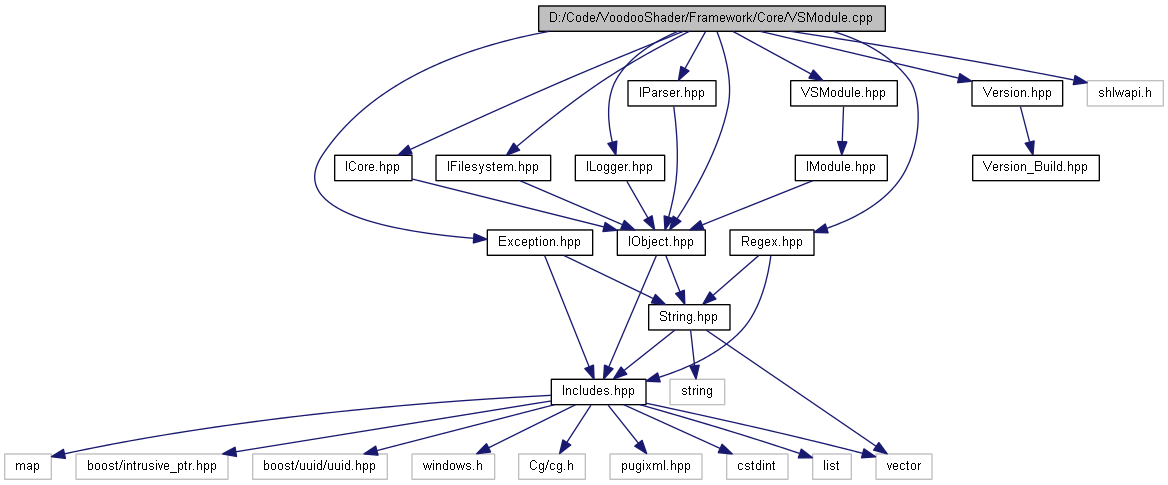 D:/Code/VoodooShader/Framework/Core/VSModule.cpp
IParser.hpp
VSModule.hpp
Version.hpp
shlwapi.h
ICore.hpp
IFilesystem.hpp
ILogger.hpp
IModule.hpp
Version_Build.hpp
Exception.hpp
IObject.hpp
Regex.hpp
String.hpp
Includes.hpp
string
map
boost/intrusive_ptr.hpp
boost/uuid/uuid.hpp
windows.h
Cg/cg.h
pugixml.hpp
cstdint
list
vector